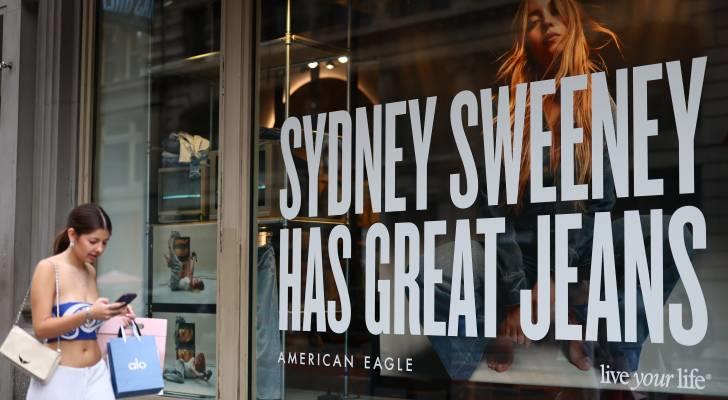 SYDNEY SWEENEY
HAS GREAT JEANS
AMERICAN EAGLE
live your life®
alo